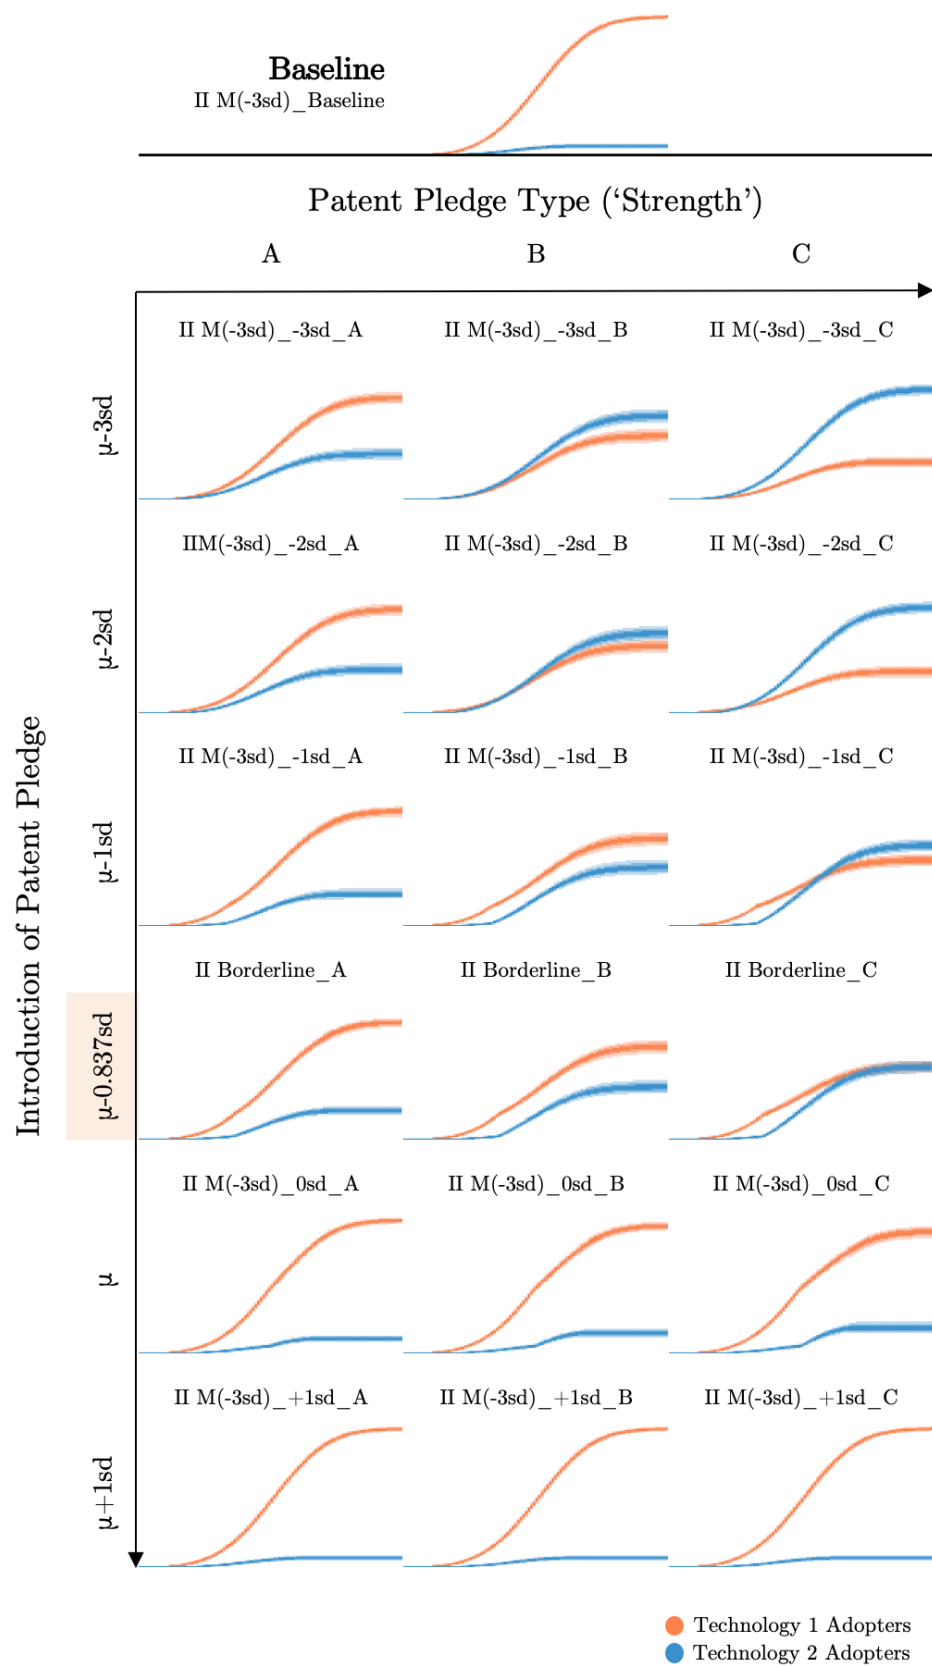 Baseline
II M(-3sd)_Baseline
Patent Pledge Type (‘Strength’)
A B C
Introduction of Patent Pledge
μ-3sd
II M(-3sd)_-3sd_A II M(-3sd)_-3sd_B II M(-3sd)_-3sd_C
μ-2sd
IIM(-3sd)_-2sd_A II M(-3sd)_-2sd_B II M(-3sd)_-2sd_C
μ-1sd
II M(-3sd)_-1sd_A II M(-3sd)_-1sd_B II M(-3sd)_-1sd_C
μ-0.837sd
II Borderline_A II Borderline_B II Borderline_C
μ
II M(-3sd)_0sd_A II M(-3sd)_0sd_B II M(-3sd)_0sd_C
μ+1sd
II M(-3sd)_+1sd_A II M(-3sd)_+1sd_B II M(-3sd)_+1sd_C
Technology 1 Adopters
Technology 2 Adopters